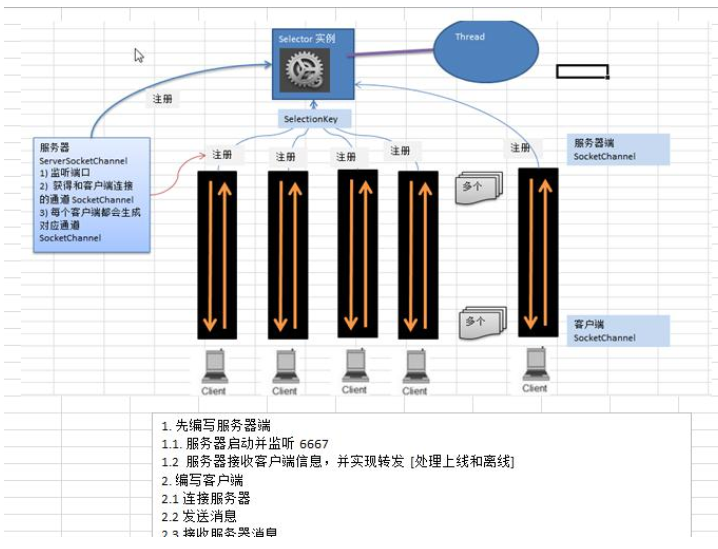 Selector 实例
Thread
注册
SelectionKey
服务器
ServerSocketChannel
1) 监听端口
2) 获得和客户端连接
的通道 SocketChannel
3) 每个客户端都会生成
对应通道
SocketChannel
注册
注册
注册
注册
注册
服务器端
SocketChannel
多个
多个
客户端
SocketChannel
Client
Client
Client
Client
Client
1. 先编写服务器端
1.1. 服务器启动并监听 6667
1.2 服务器接收客户端信息，并实现转发 [处理上线和离线]
2. 编写客户端
2.1 连接服务器
2.2 发送消息
2.3 接收服务器消息